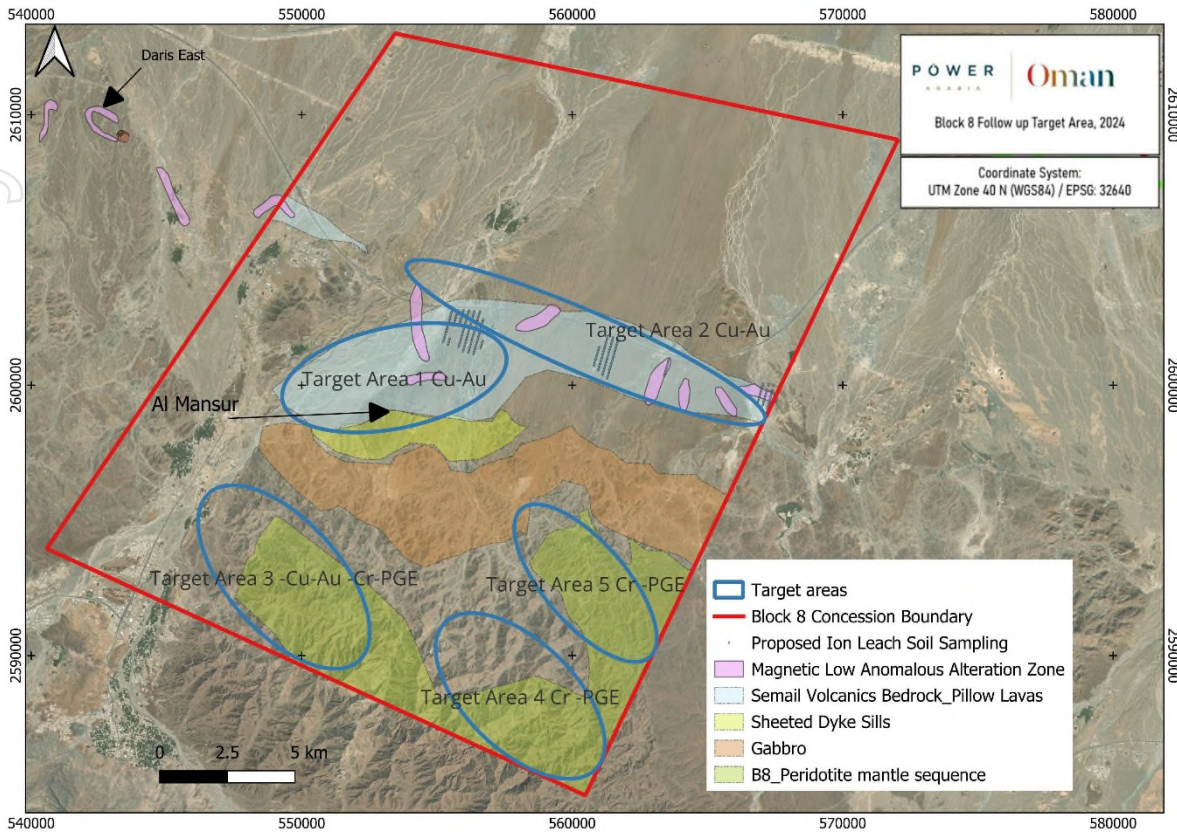 540000
550000
560000
570000
580000
Daris East
POWER
ARABIA
Oman
Block 8 Follow up Target Area, 2024
Coordinate System:
UTM Zone 40 N (WGS84) / EPSG: 32640
2610000
2610000
Target Area 2 Cu-Au
2600000
Target Area 1 Cu-Au
2600000
Al Mansur
Target Area 3 -Cu-Au -Cr-PGE
Target Area 5 Cr -PGE
2590000
2590000
Target Area 4 Cr -PGE
Target areas
Block 8 Concession Boundary
Proposed Ion Leach Soil Sampling
Magnetic Low Anomalous Alteration Zone
Semail Volcanics Bedrock_Pillow Lavas
Sheeted Dyke Sills
Gabbro
B8_Peridotite mantle sequence
0 2.5 5 km
540000
550000
560000
570000
580000